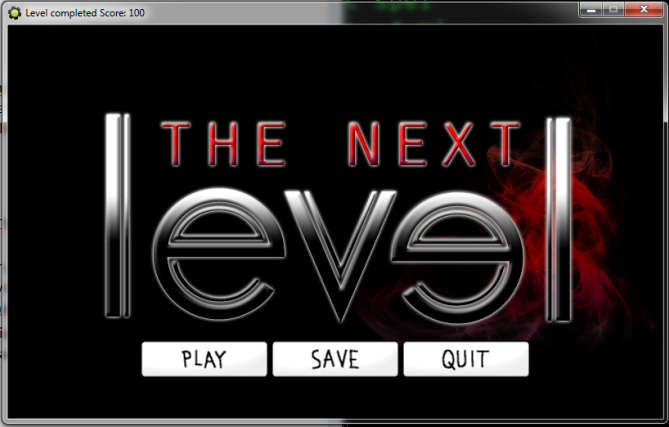 Level completed Score: 100
THE NEXT
level
PLAY SAVE QUIT